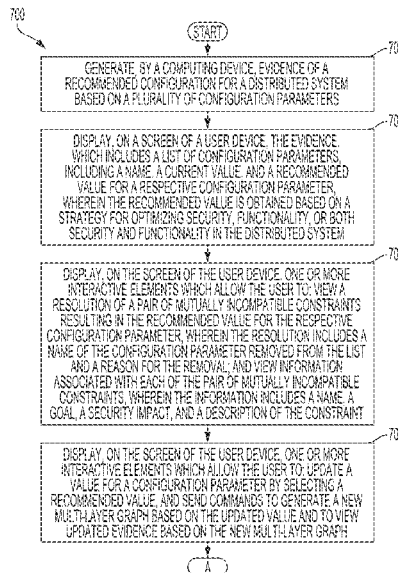 700
START
70
GENERATE, BY A COMPUTING DEVICE, EVIDENCE OF A
RECOMMENDED CONFIGURATION FOR A DISTRIBUTED SYSTEM
BASED ON A PLURALITY OF CONFIGURATION PARAMETERS
70
DISPLAY, ON A SCREEN OF A USER DEVICE, THE EVIDENCE,
WHICH INCLUDES A LIST OF CONFIGURATION PARAMETERS,
INCLUDING A NAME, A CURRENT VALUE, AND A RECOMMENDED
VALUE FOR A RESPECTIVE CONFIGURATION PARAMETER,
WHEREIN THE RECOMMENDED VALUE IS OBTAINED BASED ON A
STRATEGY FOR OPTIMIZING SECURITY, FUNCTIONALITY, OR BOTH
SECURITY AND FUNCTIONALITY IN THE DISTRIBUTED SYSTEM
70
DISPLAY, ON THE SCREEN OF THE USER DEVICE, ONE OR MORE
INTERACTIVE ELEMENTS WHICH ALLOW THE USER TO: VIEW A
RESOLUTION OF A PAIR OF MUTUALLY INCOMPATIBLE CONSTRAINTS
RESULTING IN THE RECOMMENDED VALUE FOR THE RESPECTIVE
CONFIGURATION PARAMETER, WHEREIN THE RESOLUTION INCLUDES A
NAME OF THE CONFIGURATION PARAMETER REMOVED FROM THE LIST
AND A REASON FOR THE REMOVAL; AND VIEW INFORMATION
ASSOCIATED WITH EACH OF THE PAIR OF MUTUALLY INCOMPATIBLE
CONSTRAINTS, WHEREIN THE INFORMATION INCLUDES A NAME, A
GOAL, A SECURITY IMPACT, AND A DESCRIPTION OF THE CONSTRAINT
70
DISPLAY, ON THE SCREEN OF THE USER DEVICE, ONE OR MORE
INTERACTIVE ELEMENTS WHICH ALLOW THE USER TO: UPDATE A
VALUE FOR A CONFIGURATION PARAMETER BY SELECTING A
RECOMMENDED VALUE, AND SEND COMMANDS TO GENERATE A NEW
MULTI-LAYER GRAPH BASED ON THE UPDATED VALUE AND TO VIEW
UPDATED EVIDENCE BASED ON THE NEW MULTI-LAYER GRAPH
A